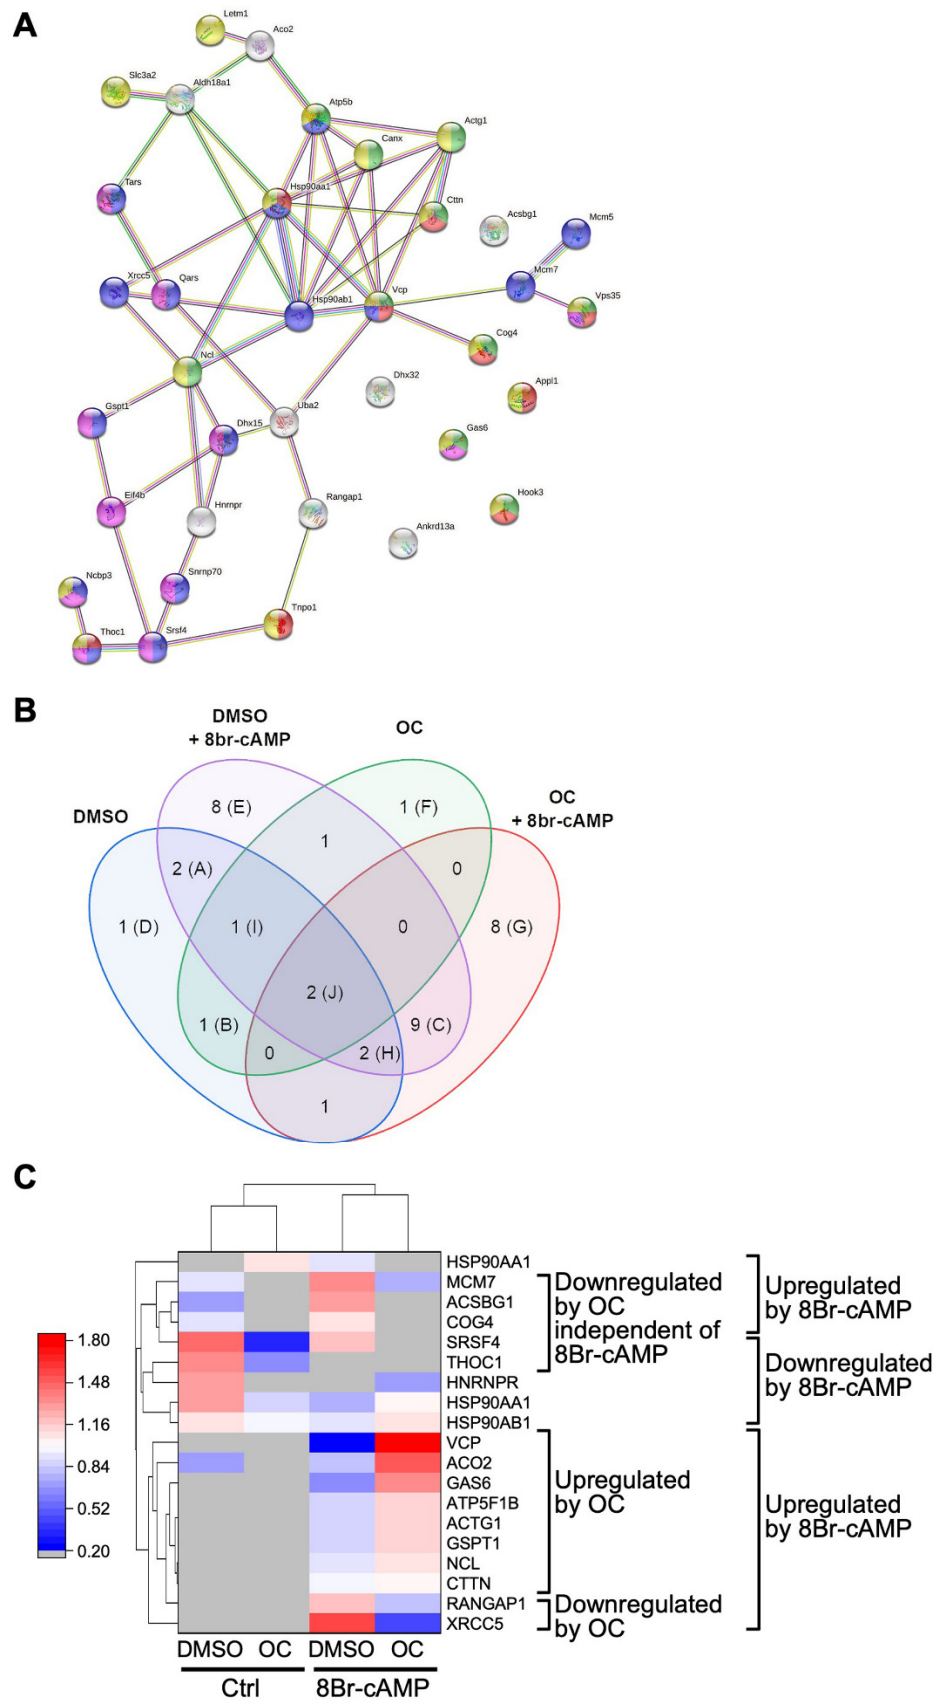 A
Letm1
Aco2
Slc3a2
Aldh18a1
Atp5b
Actg1
Canx
Tars
Hsp90aa1
Cttn
Acsbg1
Mcm5
Xrcc5
Qars
Mcm7
Hsp90ab1
Vcp
Vps35
Cog4
Ncl
Dhx32
Appl1
Gspt1
Uba2
Dhx15
Gas6
Eif4b
Hnrnpr
Rangap1
Hook3
Ankrd13a
Ncbp3
Snrnp70
Tnpo1
Thoc1
Srsf4
B
DMSO
+ 8br-cAMP
OC
DMSO
OC
+ 8br-cAMP
8 (E)
1 (F)
1
2 (A)
0
1 (D)
1 (I)
0
8 (G)
2 (J)
1 (B)
9 (C)
0
2 (H)
1
C
HSP90AA1
MCM7
ACSBG1
COG4
SRSF4
THOC1
HNRNPR
HSP90AA1
HSP90AB1
VCP
ACO2
GAS6
ATP5F1B
ACTG1
GSPT1
NCL
CTTN
RANGAP1
XRCC5
Downregulated
by OC
independent of
8Br-cAMP
Upregulated
by 8Br-cAMP
Downregulated
by 8Br-cAMP
Upregulated
by OC
Upregulated
by 8Br-cAMP
Downregulated
by OC
1.80
1.48
1.16
0.84
0.52
0.20
DMSO OC DMSO OC
Ctrl 8Br-cAMP